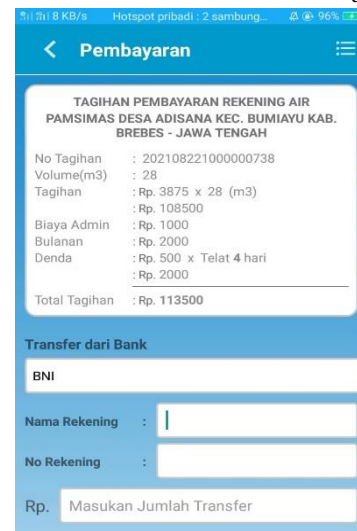 8 KB/s Hotspot pribadi : 2 sambung... 96%
Pembayaran
TAGIHAN PEMBAYARAN REKENING AIR
PAMSIMAS DESA ADISANA KEC. BUMIAYU KAB.
BREBES - JAWA TENGAH
No Tagihan : 202108221000000738
Volume(m3) : 28
Tagihan : Rp. 3875 x 28 (m3)
: Rp. 108500
Biaya Admin : Rp. 1000
Bulanan : Rp. 2000
Denda : Rp. 500 x Telat 4 hari
: Rp. 2000
Total Tagihan : Rp. 113500
Transfer dari Bank
BNI
Nama Rekening :
No Rekening :
Rp. Masukan Jumlah Transfer